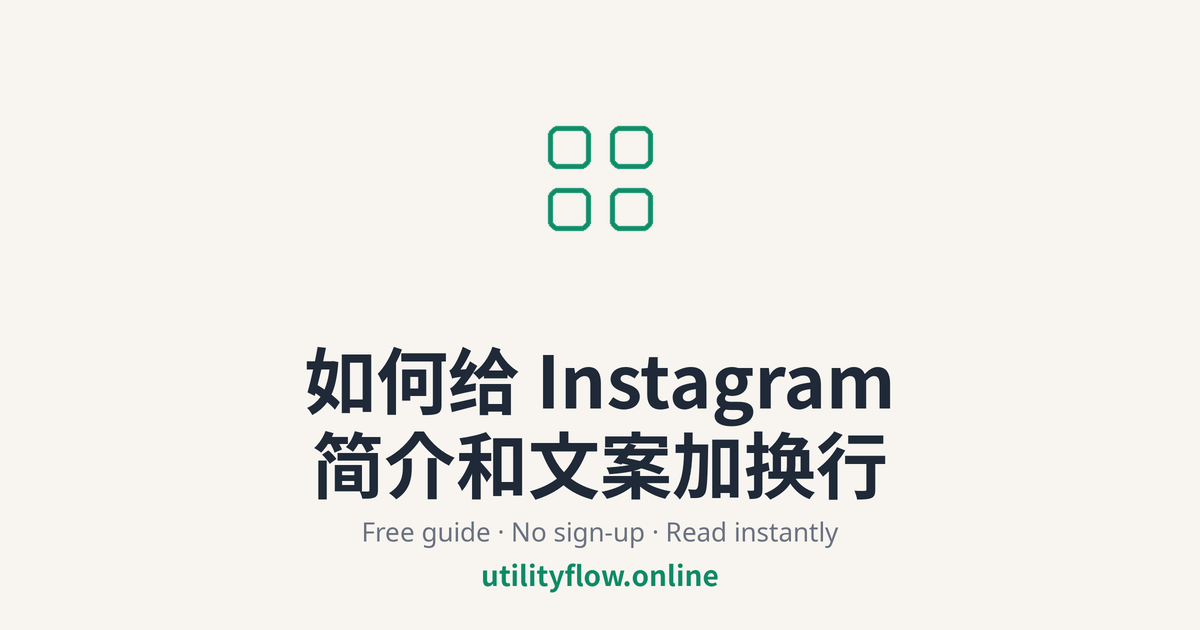 如何给 Instagram
简介和文案加换行
Free guide · No sign-up · Read instantly
utilityflow.online